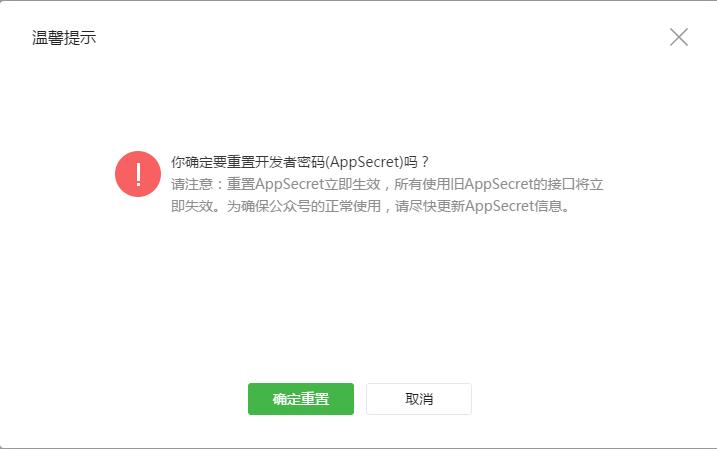 温馨提示
你确定要重置开发者密码(AppSecret)吗？
请注意：重置AppSecret立即生效，所有使用旧AppSecret的接口将立
即失效。为确保公众号的正常使用，请尽快更新AppSecret信息。
确定重置
取消